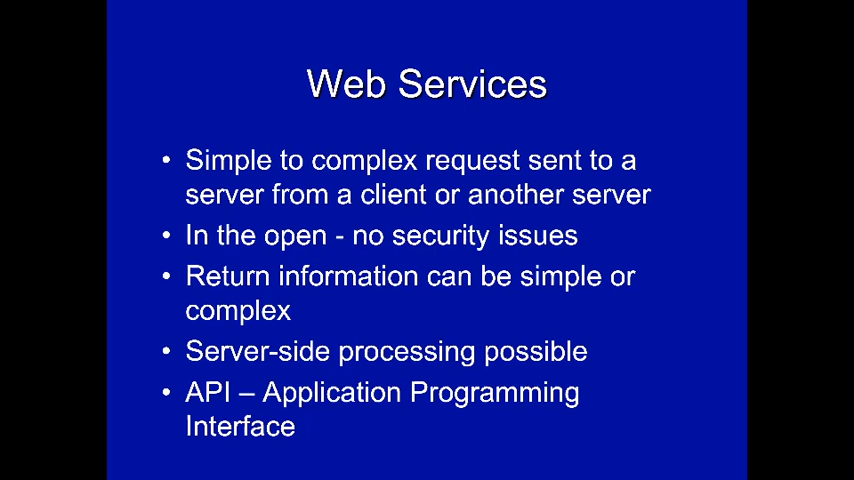 Web Services
• Simple to complex request sent to a
server from a client or another server
• In the open - no security issues
• Return information can be simple or
complex
• Server-side processing possible
• API – Application Programming
Interface